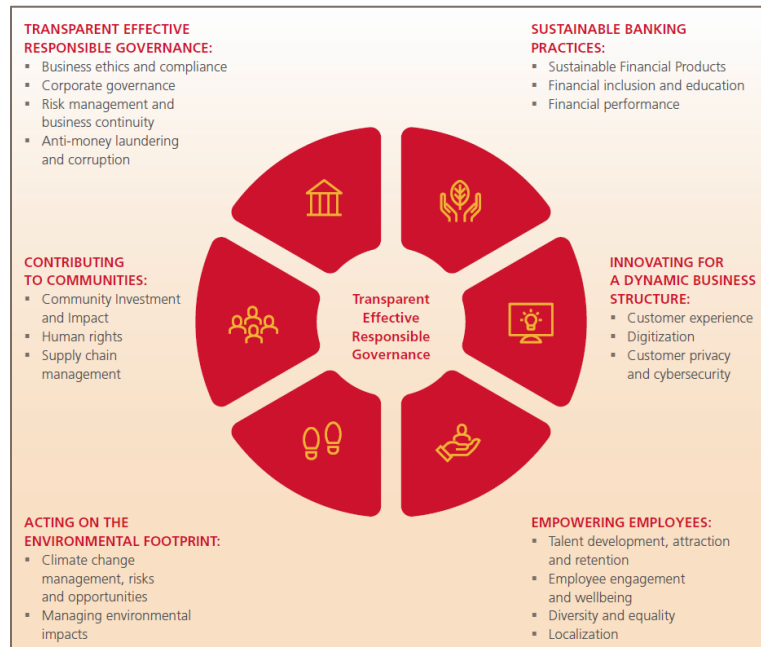 TRANSPARENT EFFECTIVE
RESPONSIBLE GOVERNANCE:
▪ Business ethics and compliance
▪ Corporate governance
▪ Risk management and
business continuity
▪ Anti-money laundering
and corruption
SUSTAINABLE BANKING
PRACTICES:
▪ Sustainable Financial Products
▪ Financial inclusion and education
▪ Financial performance
CONTRIBUTING
TO COMMUNITIES:
▪ Community Investment
and Impact
▪ Human rights
▪ Supply chain
management
Transparent
Effective
Responsible
Governance
INNOVATING FOR
A DYNAMIC BUSINESS
STRUCTURE:
▪ Customer experience
▪ Digitization
▪ Customer privacy
and cybersecurity
ACTING ON THE
ENVIRONMENTAL FOOTPRINT:
▪ Climate change
management, risks
and opportunities
▪ Managing environmental
impacts
EMPOWERING EMPLOYEES:
▪ Talent development, attraction
and retention
▪ Employee engagement
and wellbeing
▪ Diversity and equality
▪ Localization